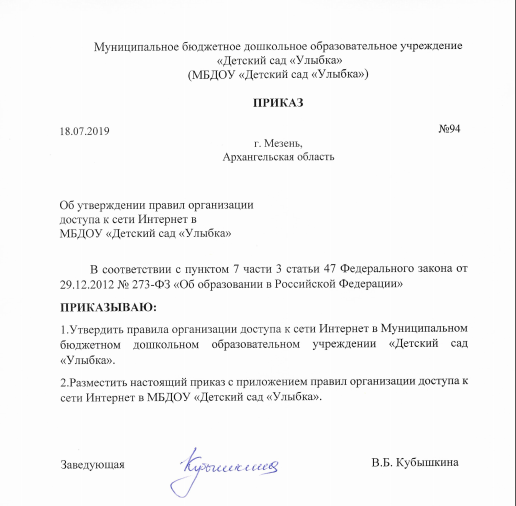 Муниципальное бюджетное дошкольное образовательное учреждение
«Детский сад «Улыбка»
(МБДОУ «Детский сад «Улыбка»)
ПРИКАЗ
18.07.2019 №94
г. Мезень,
Архангельская область
Об утверждении правил организации
доступа к сети Интернет в
МБДОУ «Детский сад «Улыбка»
В соответствии с пунктом 7 части 3 статьи 47 Федерального закона от
29.12.2012 № 273-ФЗ «Об образовании в Российской Федерации»
ПРИКАЗЫВАЮ:
1.Утвердить правила организации доступа к сети Интернет в Муниципальном
бюджетном дошкольном образовательном учреждении «Детский сад
«Улыбка».
2.Разместить настоящий приказ с приложением правил организации доступа к
сети Интернет в МБДОУ «Детский сад «Улыбка».
Заведующая Кубышкина В.Б. Кубышкина